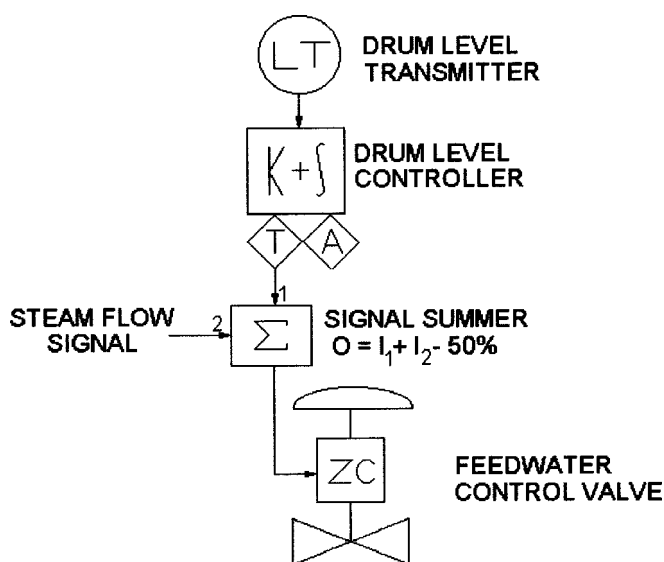 LT
DRUM LEVEL
TRANSMITTER
K+∫
DRUM LEVEL
CONTROLLER
T A
1
STEAM FLOW
SIGNAL
2
Σ
SIGNAL SUMMER
O = I₁ + I₂ - 50%
ZC
FEEDWATER
CONTROL VALVE